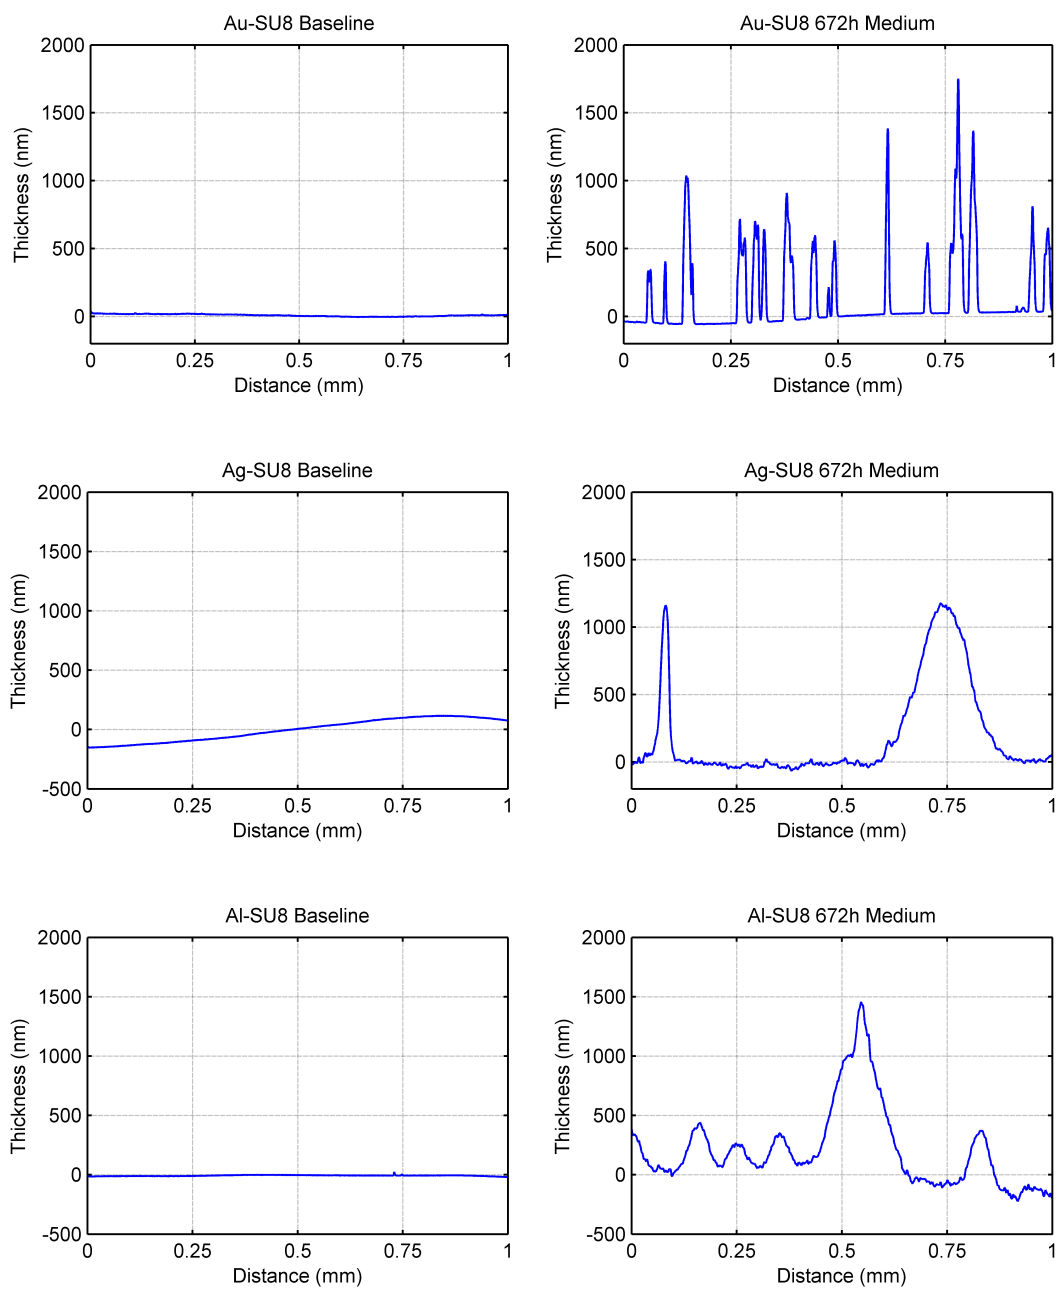 Au-SU8 Baseline
2000
1500
1000
500
0
Thickness (nm)
0 0.25 0.5 0.75 1
Distance (mm)
Au-SU8 672h Medium
2000
1500
1000
500
0
Thickness (nm)
0 0.25 0.5 0.75 1
Distance (mm)
Ag-SU8 Baseline
2000
1500
1000
500
0
-500
Thickness (nm)
0 0.25 0.5 0.75 1
Distance (mm)
Ag-SU8 672h Medium
2000
1500
1000
500
0
Thickness (nm)
0 0.25 0.5 0.75 1
Distance (mm)
Al-SU8 Baseline
2000
1500
1000
500
0
-500
Thickness (nm)
0 0.25 0.5 0.75 1
Distance (mm)
Al-SU8 672h Medium
2000
1500
1000
500
0
-500
Thickness (nm)
0 0.25 0.5 0.75 1
Distance (mm)